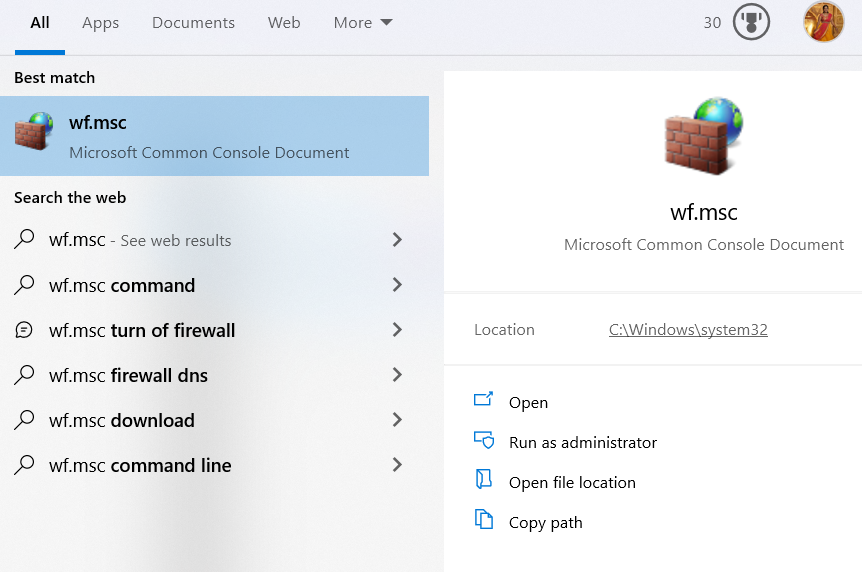 All Apps Documents Web More 30
Best match
wf.msc
Microsoft Common Console Document
Search the web
wf.msc - See web results
wf.msc command
wf.msc turn of firewall
wf.msc firewall dns
wf.msc download
wf.msc command line
wf.msc
Microsoft Common Console Document
Location C:\Windows\system32
Open
Run as administrator
Open file location
Copy path